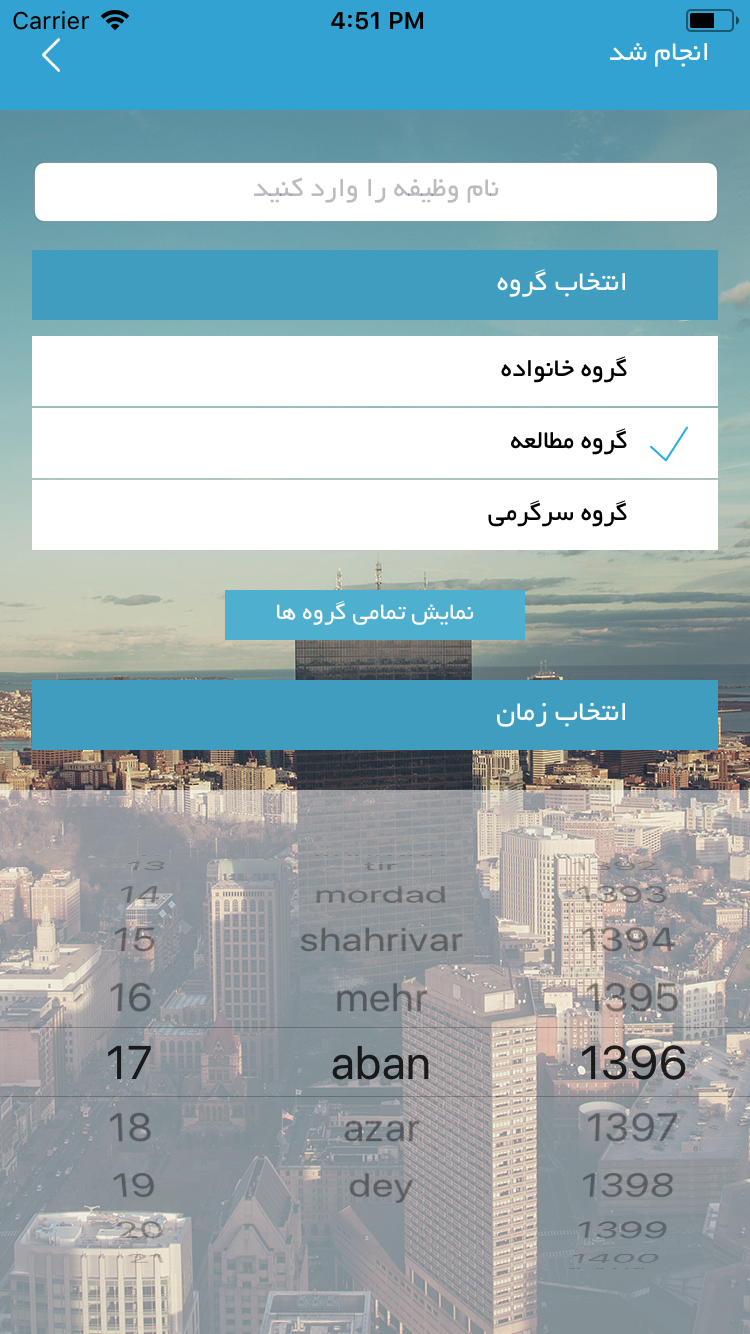 Carrier 4:51 PM
انجام شد
نام وظیفه را وارد کنید
انتخاب گروه
گروه خانواده
گروه مطالعه
گروه سرگرمی
نمایش تمامی گروه ها
انتخاب زمان
13 tir 1392
14 mordad 1393
15 shahrivar 1394
16 mehr 1395
17 aban 1396
18 azar 1397
19 dey 1398
20 1399
21 1400